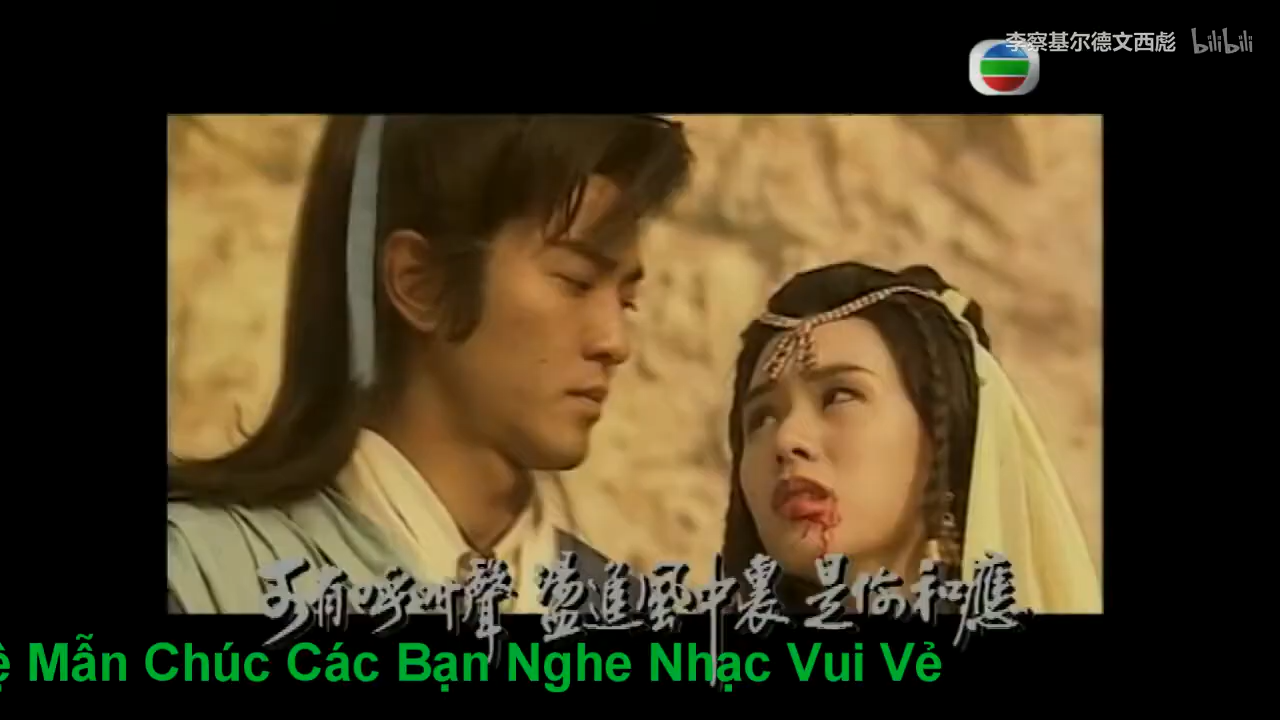 李察基尔德文西彪 bilibili
可有呼叫聲 盪進風中裏 是你和應
ệ Mẫn Chúc Các Bạn Nghe Nhạc Vui Vẻ